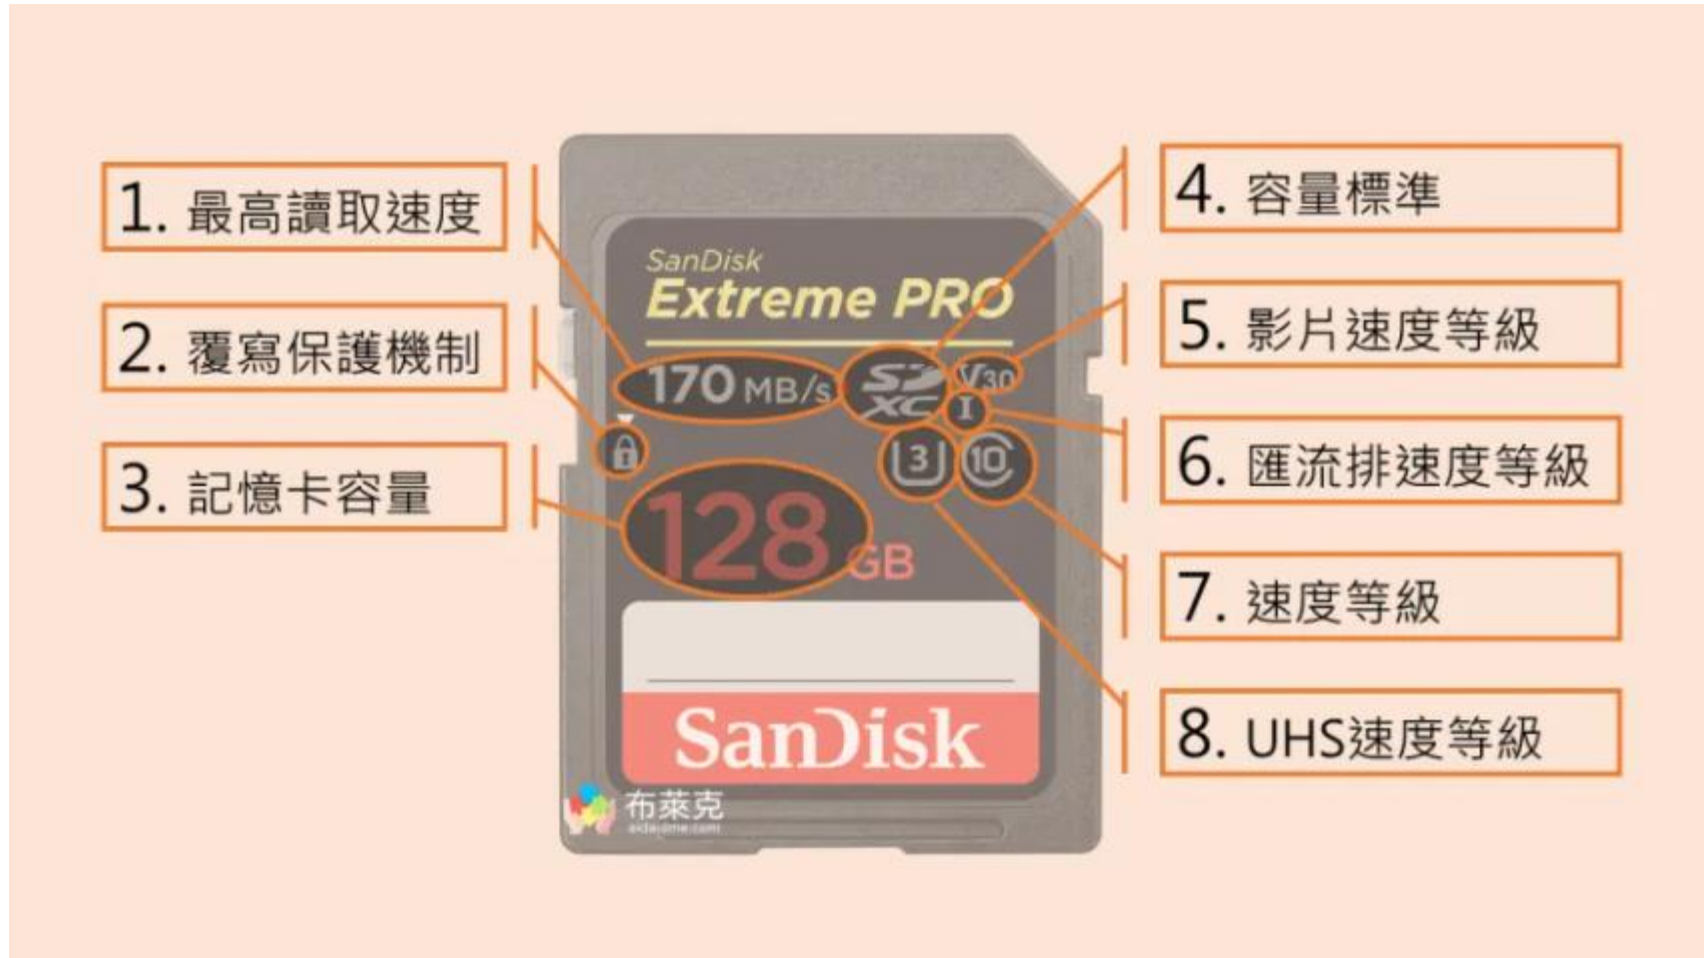 1. 最高讀取速度
2. 覆寫保護機制
3. 記憶卡容量
SanDisk
Extreme PRO
170 MB/s
SD
XC
V30
I
3
10
128 GB
SanDisk
布萊克
4. 容量標準
5. 影片速度等級
6. 匯流排速度等級
7. 速度等級
8. UHS速度等級